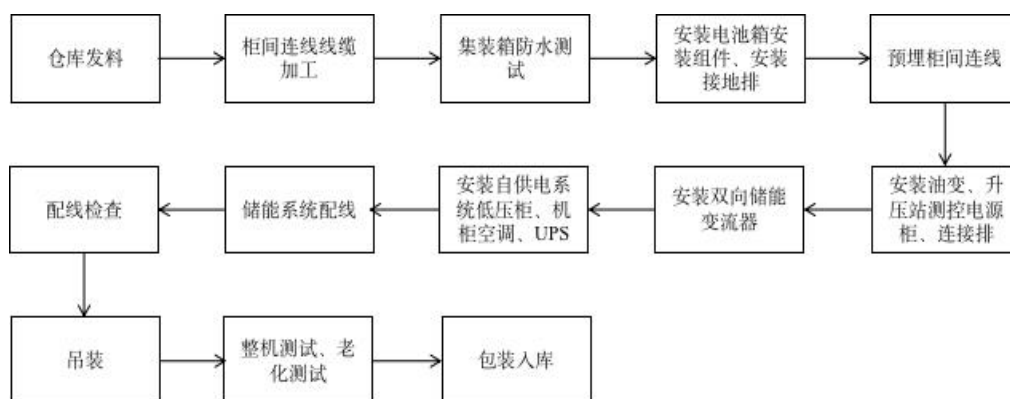 仓库发料
柜间连线线缆
加工
集装箱防水测
试
安装电池箱安
装组件、安装
接地排
预埋柜间连线
安装油变、升
压站测控电源
柜、连接排
安装双向储能
变流器
安装自供电系
统低压柜、机
柜空调、UPS
储能系统配线
配线检查
吊装
整机测试、老
化测试
包装入库